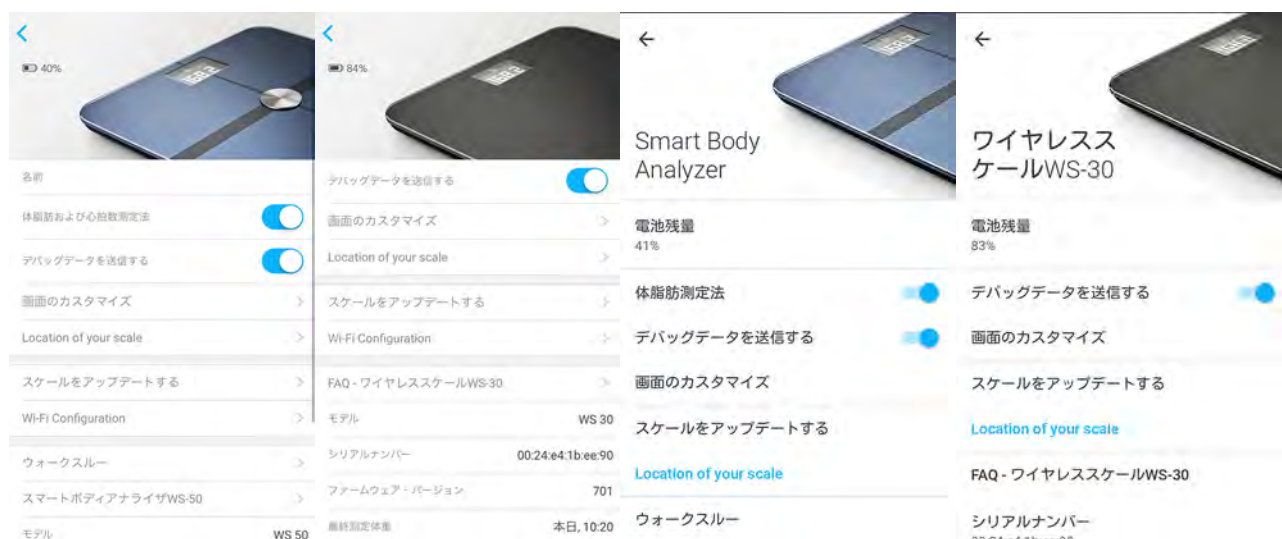 40%
名前
体脂肪および心拍数測定法
デバッグデータを送信する
画面のカスタマイズ
Location of your scale
スケールをアップデートする
Wi-Fi Configuration
ウォークスルー
スマートボディアナライザWS-50
モデル WS 50
84%
デバッグデータを送信する
画面のカスタマイズ
Location of your scale
スケールをアップデートする
Wi-Fi Configuration
FAQ - ワイヤレススケールWS-30
モデル WS 30
シリアルナンバー 00:24:e4:1b:ee:90
ファームウェア・バージョン 701
最終測定体重 本日, 10:20
Smart Body
Analyzer
電池残量
41%
体脂肪測定法
デバッグデータを送信する
画面のカスタマイズ
スケールをアップデートする
Location of your scale
ウォークスルー
ワイヤレスス
ケールWS-30
電池残量
83%
デバッグデータを送信する
画面のカスタマイズ
スケールをアップデートする
Location of your scale
FAQ - ワイヤレススケールWS-30
シリアルナンバー